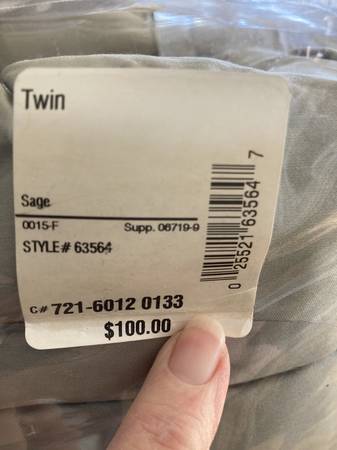 Twin
Sage
0015-F Supp. 06719-9
STYLE# 63564
0 25521 63564 7
C# 721-6012 0133
$100.00